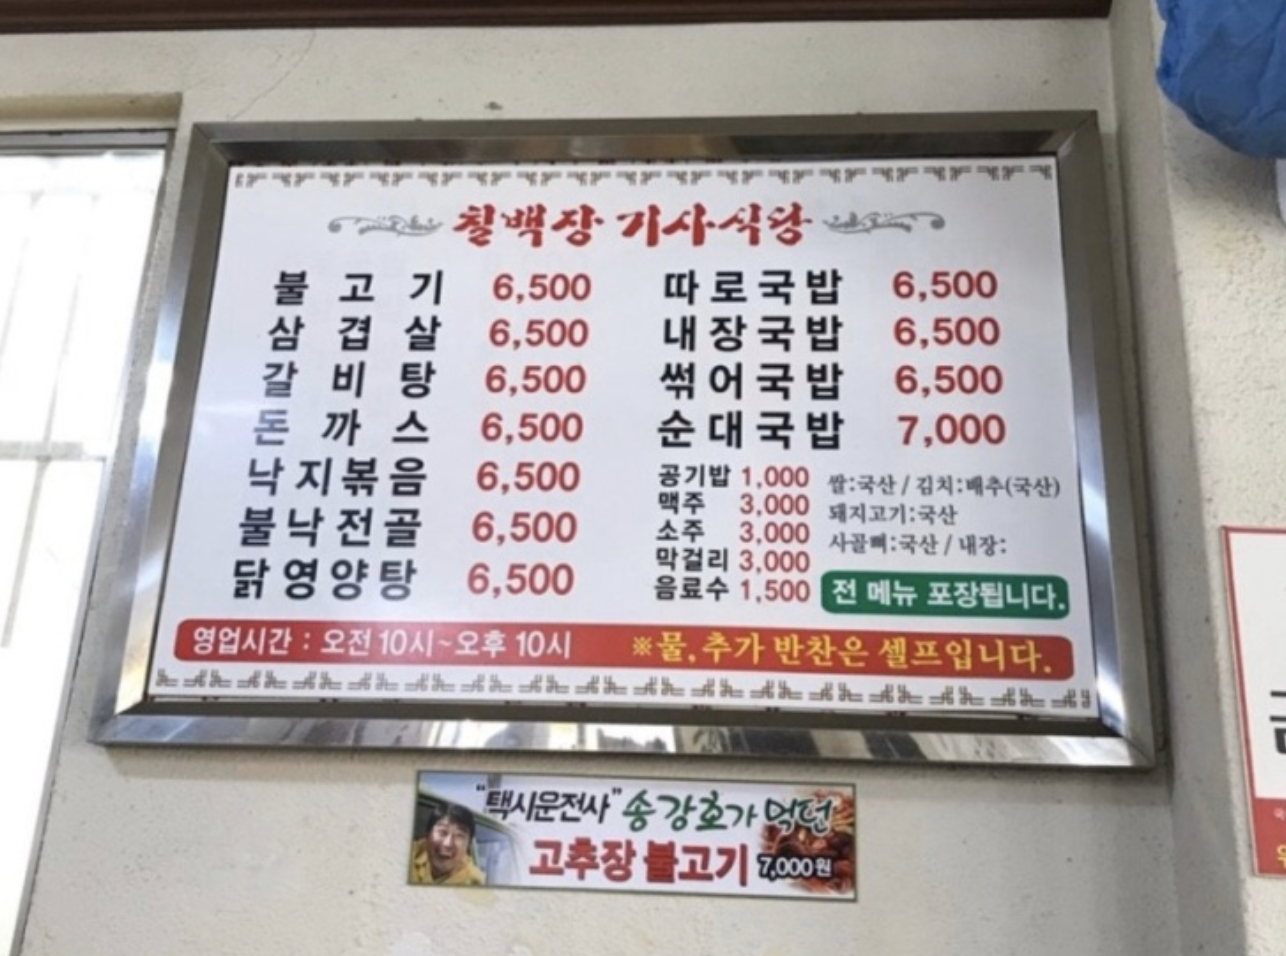 칠백장 기사식당
불고기 6,500
삼겹살 6,500
갈비탕 6,500
돈까스 6,500
낙지볶음 6,500
불낙전골 6,500
닭영양탕 6,500
따로국밥 6,500
내장국밥 6,500
썪어국밥 6,500
순대국밥 7,000
공기밥 1,000
맥주 3,000
소주 3,000
막걸리 3,000
음료수 1,500
쌀:국산 / 김치:배추(국산)
돼지고기:국산
사골뼈:국산 / 내장:
전 메뉴 포장됩니다.
영업시간 : 오전 10시~오후 10시 ※물, 추가 반찬은 셀프입니다.
"택시운전사" 송강호가 먹던
고추장 불고기 7,000원